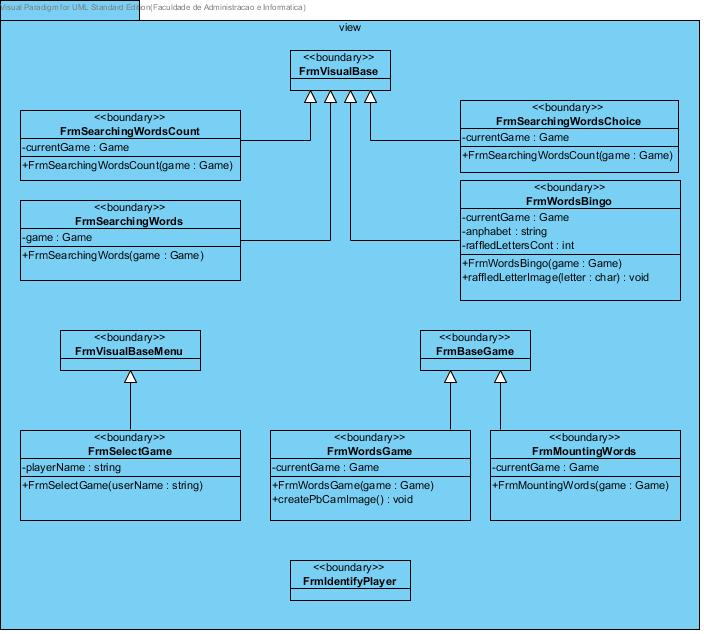 Visual Paradigm for UML Standard Edition(Faculdade de Administracao e Informatica)
view
<<boundary>>
FrmVisualBase
<<boundary>>
FrmSearchingWordsCount
-currentGame : Game
+FrmSearchingWordsCount(game : Game)
<<boundary>>
FrmSearchingWordsChoice
-currentGame : Game
+FrmSearchingWordsCount(game : Game)
<<boundary>>
FrmSearchingWords
-game : Game
+FrmSearchingWords(game : Game)
<<boundary>>
FrmWordsBingo
-currentGame : Game
-anphabet : string
-raffledLettersCont : int
+FrmWordsBingo(game : Game)
+raffledLetterImage(letter : char) : void
<<boundary>>
FrmVisualBaseMenu
<<boundary>>
FrmBaseGame
<<boundary>>
FrmSelectGame
-playerName : string
+FrmSelectGame(userName : string)
<<boundary>>
FrmWordsGame
-currentGame : Game
+FrmWordsGame(game : Game)
+createPbCamImage() : void
<<boundary>>
FrmMountingWords
-currentGame : Game
+FrmMountingWords(game : Game)
<<boundary>>
FrmIdentifyPlayer